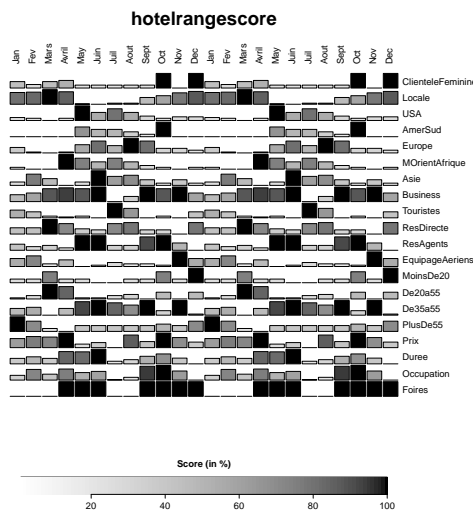 hotelrangescore
Jan Fev Mars Avril May Juin Juil Aout Sept Oct Nov Dec Jan Fev Mars Avril May Juin Juil Aout Sept Oct Nov Dec
ClienteleFeminine
Locale
USA
AmerSud
Europe
MOrientAfrique
Asie
Business
Touristes
ResDirecte
ResAgents
EquipageAeriens
MoinsDe20
De20a55
De35a55
PlusDe55
Prix
Duree
Occupation
Foires
Score (in %)
20 40 60 80 100